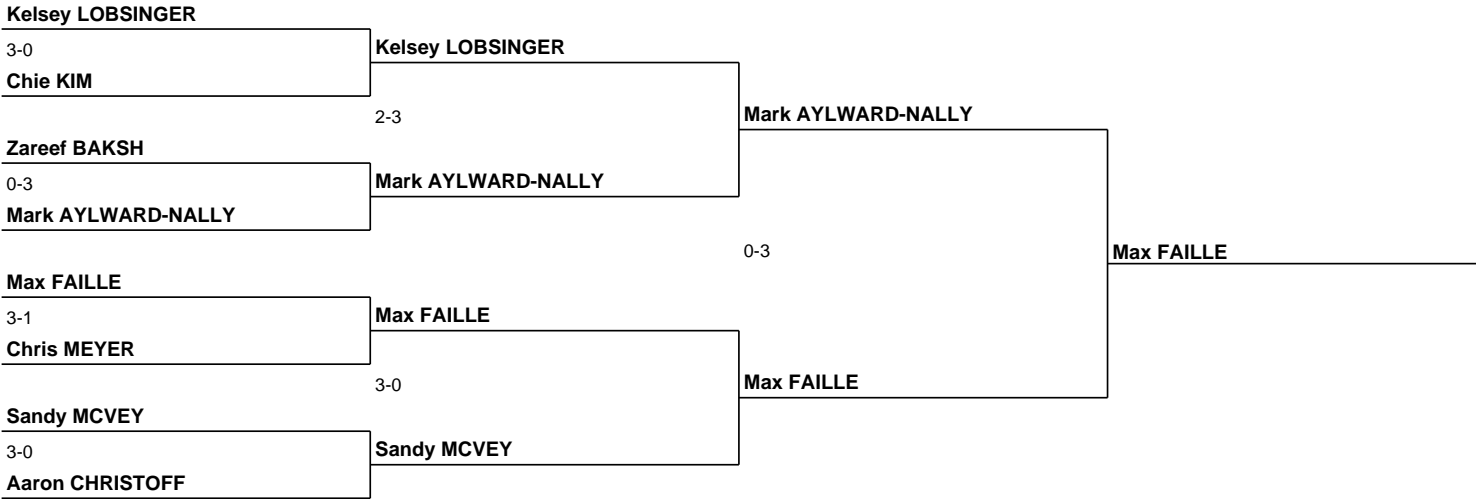 Kelsey LOBSINGER
3-0
Kelsey LOBSINGER
Chie KIM
2-3
Mark AYLWARD-NALLY
Zareef BAKSH
0-3
Mark AYLWARD-NALLY
Mark AYLWARD-NALLY
0-3
Max FAILLE
Max FAILLE
3-1
Max FAILLE
Chris MEYER
3-0
Max FAILLE
Sandy MCVEY
3-0
Sandy MCVEY
Aaron CHRISTOFF